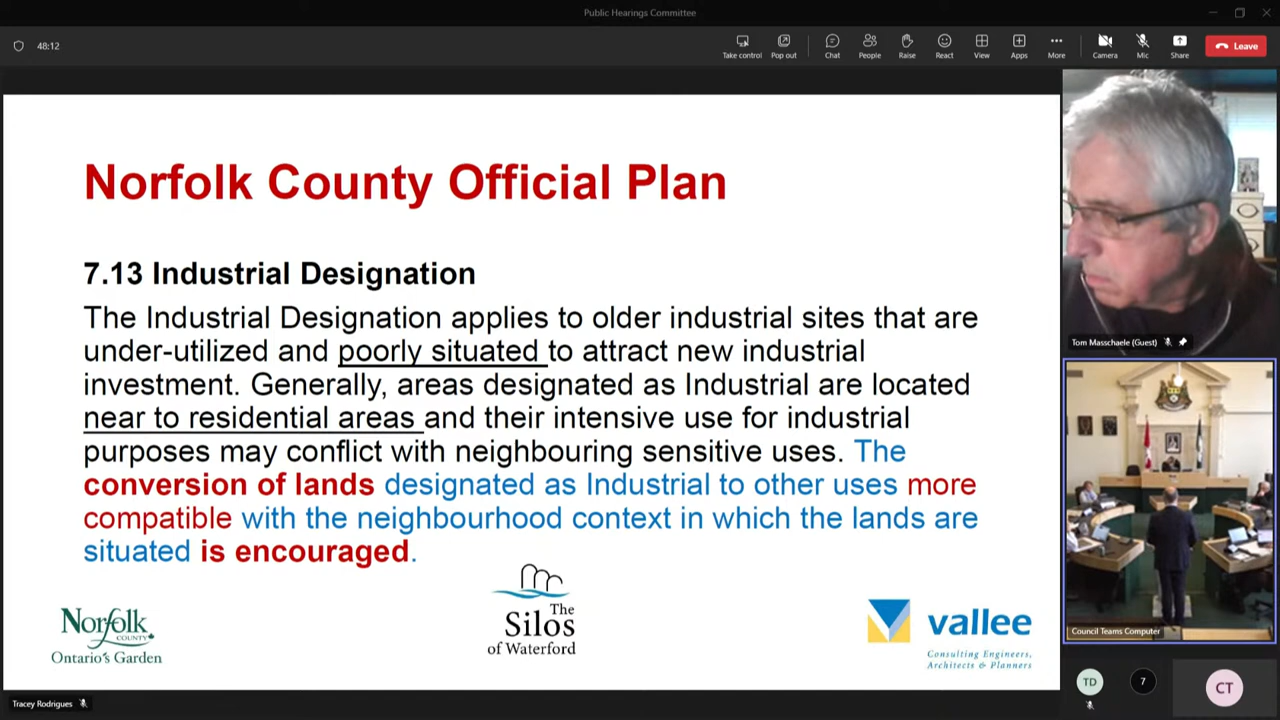 Public Hearings Committee
48:12
Take control
Pop out
Chat
People
Raise
React
View
Apps
More
Camera
Mic
Share
Leave
Norfolk County Official Plan
7.13 Industrial Designation
The Industrial Designation applies to older industrial sites that are
under-utilized and poorly situated to attract new industrial
investment. Generally, areas designated as Industrial are located
near to residential areas and their intensive use for industrial
purposes may conflict with neighbouring sensitive uses. The
conversion of lands designated as Industrial to other uses more
compatible with the neighbourhood context in which the lands are
situated is encouraged.
Norfolk
COUNTY
Ontario's Garden
The
Silos
of Waterford
vallee
Consulting Engineers,
Architects & Planners
Tracey Rodrigues
Tom Masschaele (Guest)
Council Teams Computer
TD
7
CT